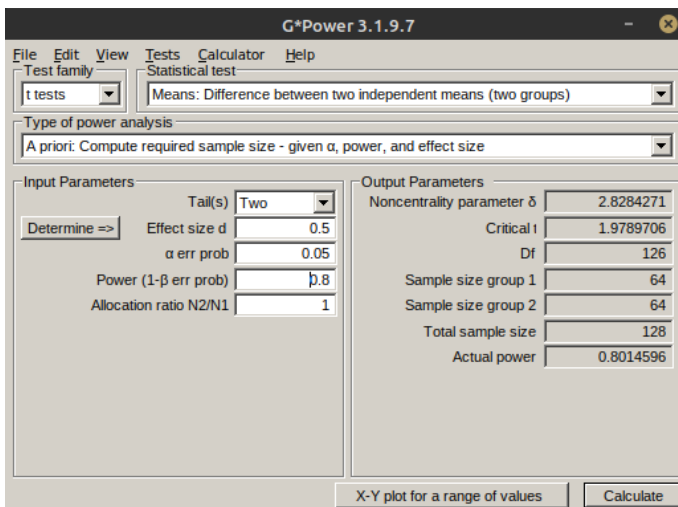 G*Power 3.1.9.7
File Edit View Tests Calculator Help
Test family
Statistical test
t tests
Means: Difference between two independent means (two groups)
Type of power analysis
A priori: Compute required sample size - given α, power, and effect size
Input Parameters
Output Parameters
Tail(s) Two
Noncentrality parameter δ 2.8284271
Determine => Effect size d 0.5
Critical t 1.9789706
α err prob 0.05
Df 126
Power (1-β err prob) 0.8
Sample size group 1 64
Allocation ratio N2/N1 1
Sample size group 2 64
Total sample size 128
Actual power 0.8014596
X-Y plot for a range of values
Calculate